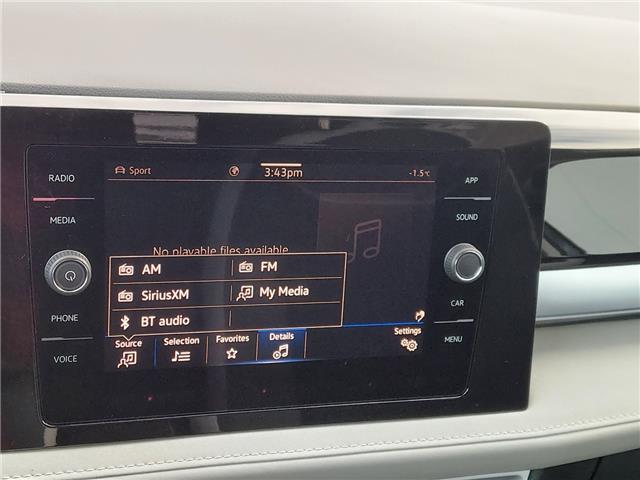 RADIO
MEDIA
PHONE
VOICE
Sport
3:43pm
-1.5°C
No playable files available
AM
FM
SiriusXM
My Media
BT audio
Source
Selection
Favorites
Details
Settings
APP
SOUND
CAR
MENU